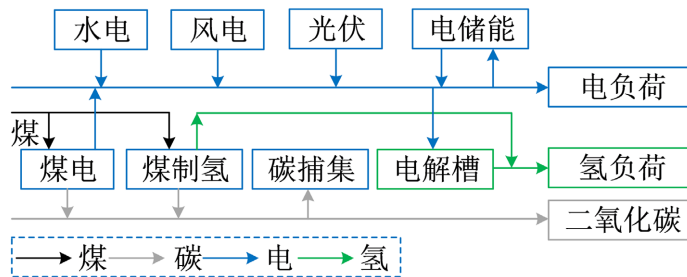 水电 风电 光伏 电储能
电负荷
煤
煤电 煤制氢 碳捕集 电解槽 氢负荷
二氧化碳
煤 碳 电 氢